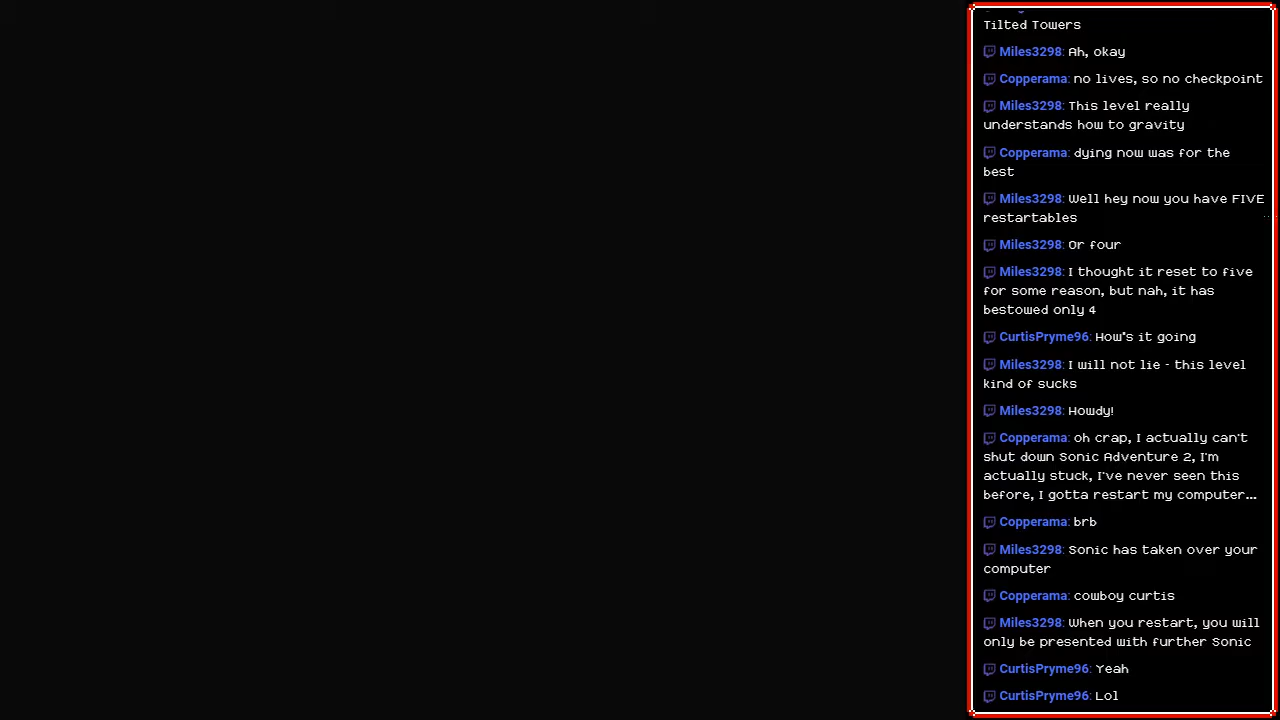 Tilted Towers
Miles3298: Ah, okay
Copperama: no lives, so no checkpoint
Miles3298: This level really
understands how to gravity
Copperama: dying now was for the
best
Miles3298: Well hey now you have FIVE
restartables
Miles3298: Or four
Miles3298: I thought it reset to five
for some reason, but nah, it has
bestowed only 4
CurtisPryme96: How's it going
Miles3298: I will not lie - this level
kind of sucks
Miles3298: Howdy!
Copperama: oh crap, I actually can't
shut down Sonic Adventure 2, I'm
actually stuck, I've never seen this
before, I gotta restart my computer...
Copperama: brb
Miles3298: Sonic has taken over your
computer
Copperama: cowboy curtis
Miles3298: When you restart, you will
only be presented with further Sonic
CurtisPryme96: Yeah
CurtisPryme96: Lol